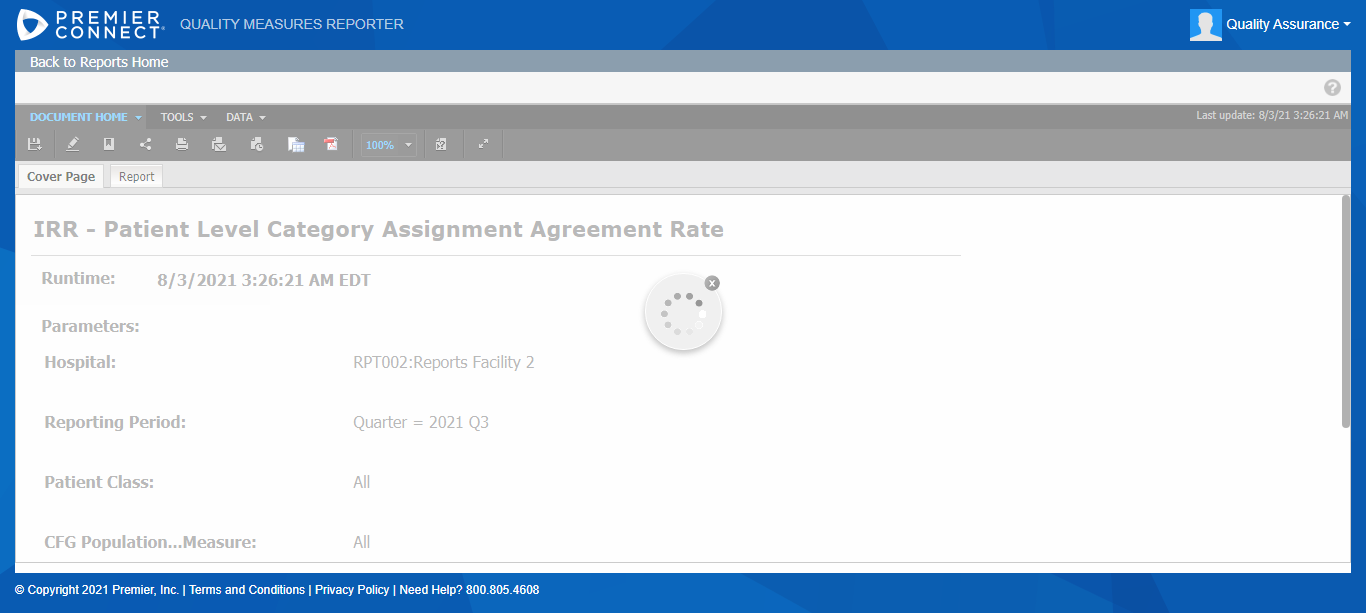 PREMIER CONNECT® QUALITY MEASURES REPORTER Quality Assurance
Back to Reports Home
?
DOCUMENT HOME TOOLS DATA Last update: 8/3/21 3:26:21 AM
100%
Cover Page Report
IRR - Patient Level Category Assignment Agreement Rate
Runtime: 8/3/2021 3:26:21 AM EDT
x
Parameters:
Hospital: RPT002:Reports Facility 2
Reporting Period: Quarter = 2021 Q3
Patient Class: All
CFG Population...Measure: All
© Copyright 2021 Premier, Inc. | Terms and Conditions | Privacy Policy | Need Help? 800.805.4608